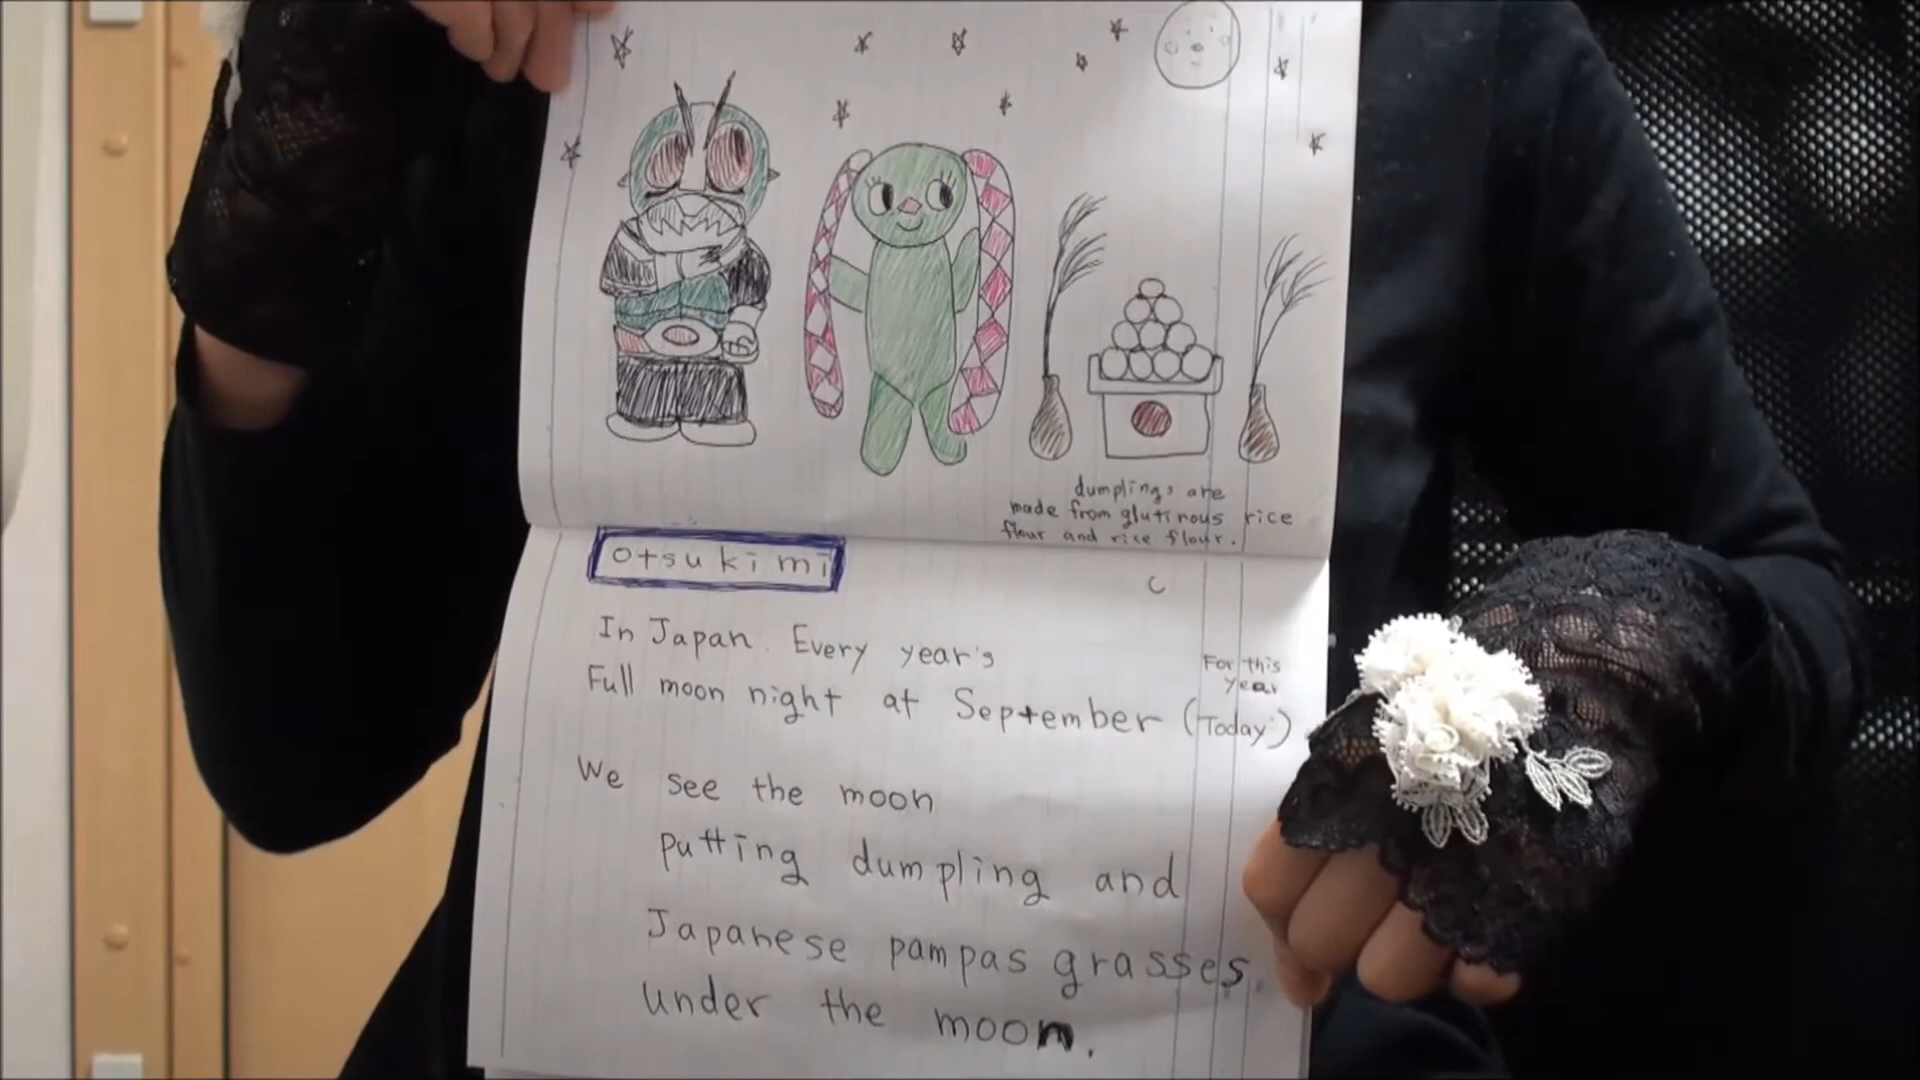 dumplings are
made from glutinous rice
flour and rice flour.
otsukimi
In Japan. Every year's
Full moon night at September (Today)
For this
year
We see the moon
putting dumpling and
Japanese pampas grasses.
under the moon.